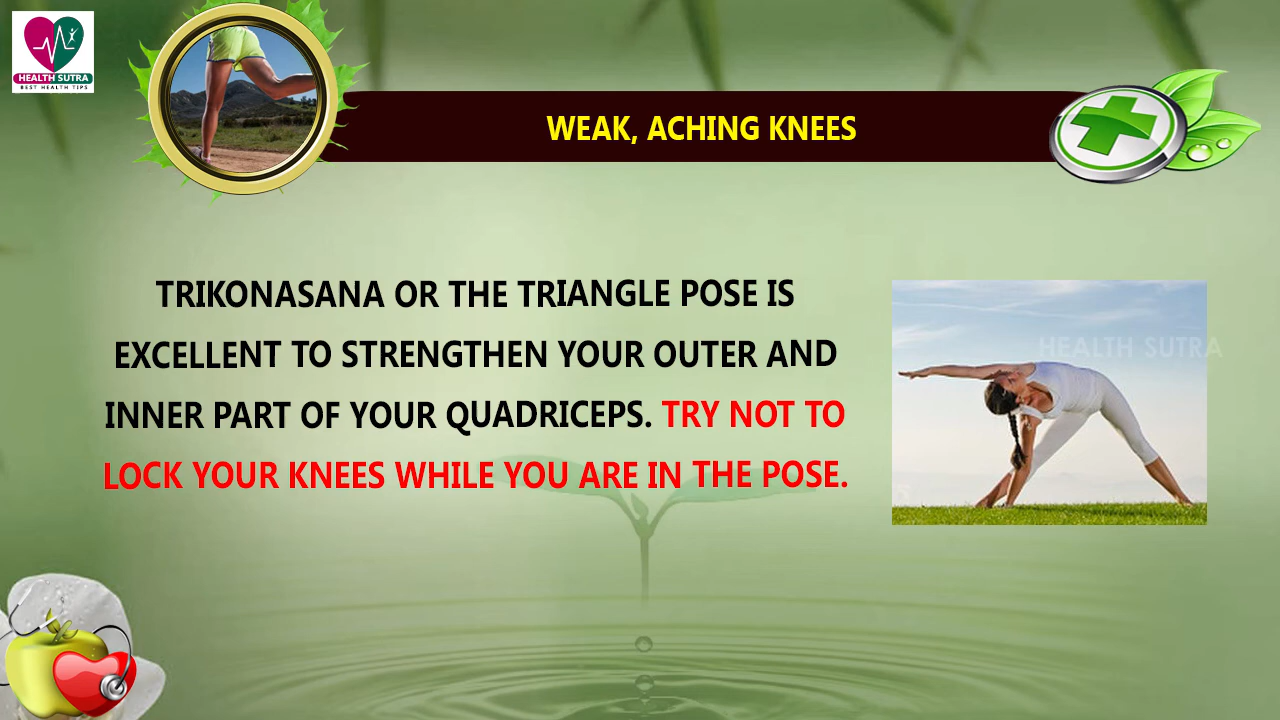 HEALTH SUTRA
BEST HEALTH TIPS
WEAK, ACHING KNEES
TRIKONASANA OR THE TRIANGLE POSE IS
EXCELLENT TO STRENGTHEN YOUR OUTER AND
INNER PART OF YOUR QUADRICEPS. TRY NOT TO
LOCK YOUR KNEES WHILE YOU ARE IN THE POSE.
HEALTH SUTRA